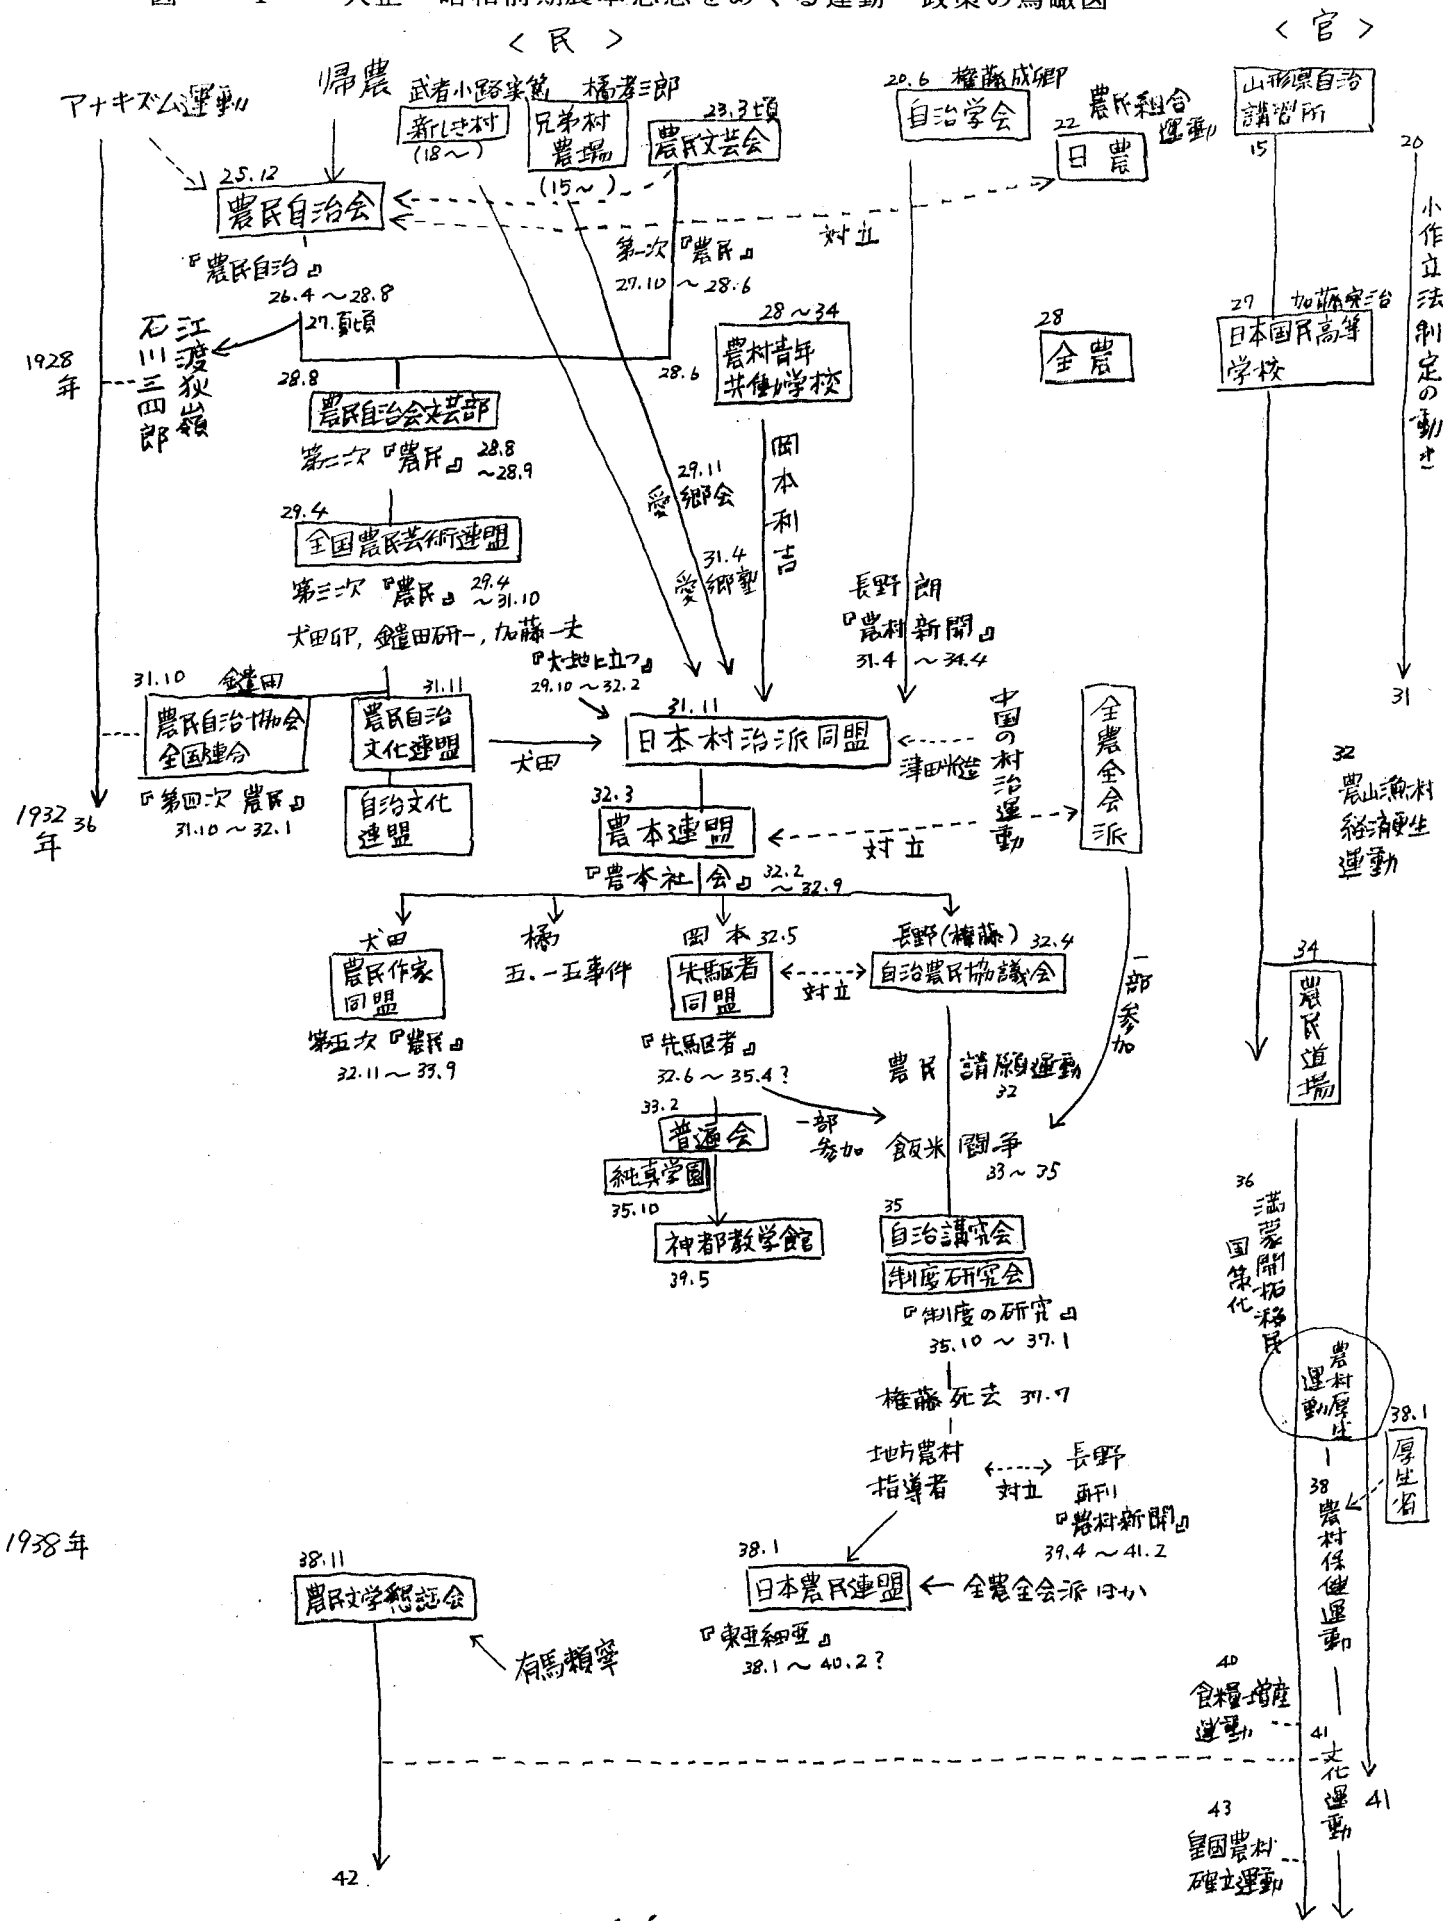 大正・昭和前期農本思想をめぐる運動・政策の鳥瞰図
＜ 民 ＞
＜ 官 ＞
アナキズム運動
帰農
武者小路実篤
新しき村
(18～)
橘孝三郎
兄弟村
農場
(15～)
23.3頃
農民文芸会
20.6 権藤成卿
自治学会
農民組合
運動
22
日農
山形県自治
講習所
15
20
小作立法制定の動き
31
25.12
農民自治会
対立
『農民自治』
26.4～28.8
27.夏頃
江渡狄嶺
石川三四郎
第一次『農民』
27.10～28.6
28～34
農村青年
共働学校
28
全農
27 加藤完治
日本国民高等
学校
1928
年
28.8
28.6
農民自治会文芸部
第二次『農民』28.8
～28.9
岡本利吉
29.11
愛郷会
31.4
愛郷塾
29.4
全国農民芸術連盟
第三次『農民』29.4
～31.10
犬田卯, 鑓田研一, 加藤一夫
『大地に立つ』
29.10～32.2
長野朗
『農村新聞』
31.4～34.4
31.10 鑓田
農民自治協会
全国連合
『第四次 農民』
31.10～32.1
31.11
農民自治
文化連盟
自治文化
連盟
犬田
31.11
日本村治派同盟
津田光造
中国の村治運動
全農全会派
1932
年
36
32.3
農本連盟
対立
『農本社会』32.2
～32.9
32
農山漁村
経済更生
運動
犬田
農民作家
同盟
第五次『農民』
32.11～33.9
橘
五.一五事件
岡本 32.5
先駆者
同盟
対立
『先駆者』
32.6～35.4?
長野(権藤) 32.4
自治農民協議会
一部参加
34
農民道場
農民請願運動
32
33.2
普遍会
一部
参加
飯米闘争
33～35
純真学園
35.10
神都教学館
39.5
35
自治講究会
制度研究会
『制度の研究』
35.10～37.1
36
満蒙開拓移民
国策化
農村厚生
運動
38.1
厚生省
権藤死去 37.7
地方農村
指導者
対立
長野
再刊
『農村新聞』
39.4～41.2
38
農村保健運動
1938年
38.11
農民文学懇話会
有馬頼寧
38.1
日本農民連盟
全農全会派ほか
『東亜細亜』
38.1～40.2?
40
食糧増産
運動
41
文化運動
41
43
皇国農村
確立運動
42